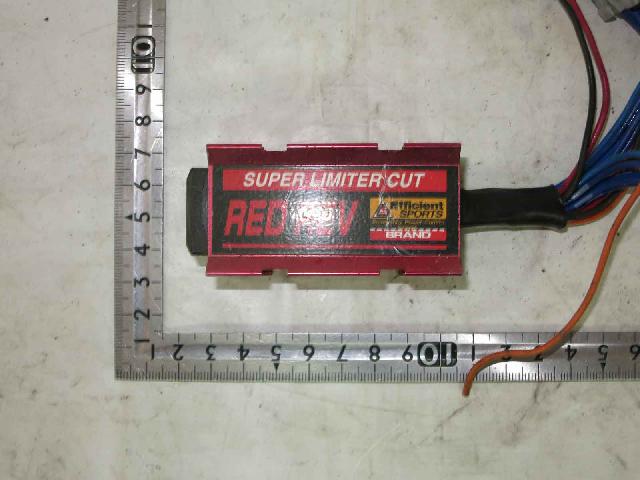 SUPER LIMITER CUT
RED REV
Efficient
SPORTS
BRAND
10
9
8
7
6
5
4
3
2
1
1 2 3 4 5 6 7 8 9 10 1 2 3 4 5 6